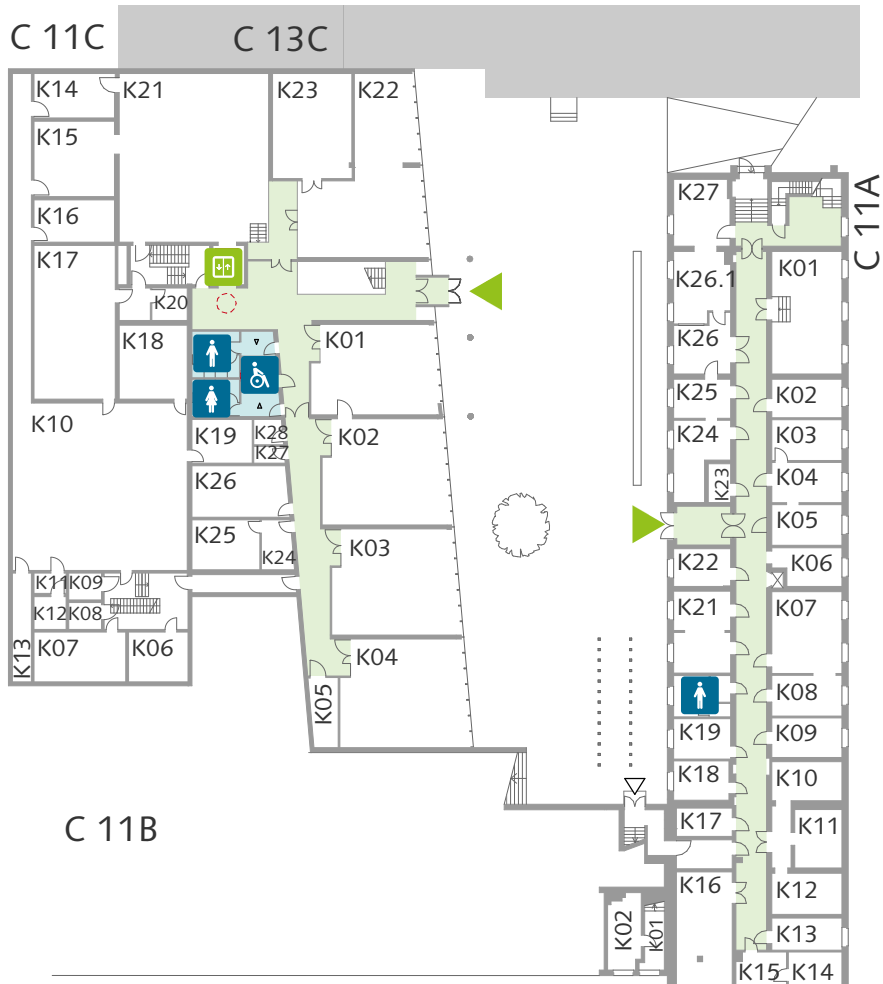 C 11C
C 13C
K14
K21
K23
K22
K15
K16
K17
K20
K18
K01
K10
K02
K19
K28
K27
K26
K25
K24
K03
K11
K09
K12
K08
K13
K07
K06
K04
K05
C 11B
C 11A
K27
K26.1
K01
K26
K25
K02
K24
K03
K23
K04
K05
K22
K06
K21
K07
K08
K19
K09
K18
K10
K17
K11
K16
K12
K02
K01
K13
K15
K14